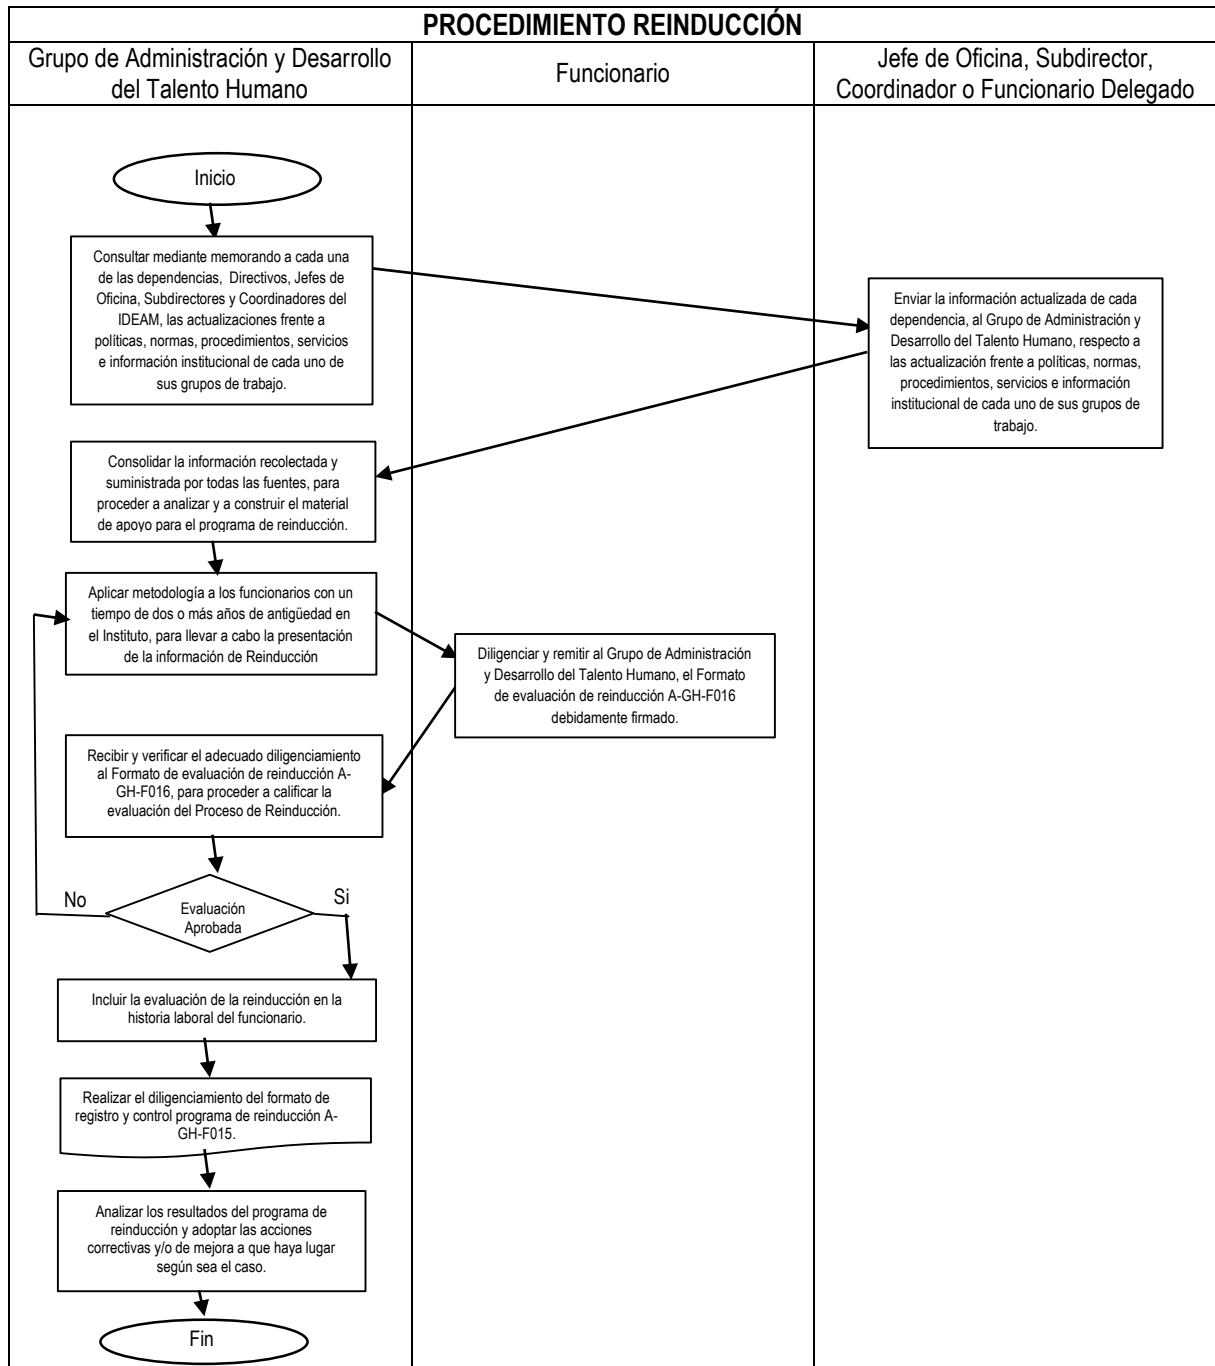 PROCEDIMIENTO REINDUCCIÓN
Grupo de Administración y Desarrollo
del Talento Humano
Funcionario
Jefe de Oficina, Subdirector,
Coordinador o Funcionario Delegado
Inicio
Consultar mediante memorando a cada una
de las dependencias, Directivos, Jefes de
Oficina, Subdirectores y Coordinadores del
IDEAM, las actualizaciones frente a
políticas, normas, procedimientos, servicios
e información institucional de cada uno de
sus grupos de trabajo.
Enviar la información actualizada de cada
dependencia, al Grupo de Administración y
Desarrollo del Talento Humano, respecto a
las actualización frente a políticas, normas,
procedimientos, servicios e información
institucional de cada uno de sus grupos de
trabajo.
Consolidar la información recolectada y
suministrada por todas las fuentes, para
proceder a analizar y a construir el material
de apoyo para el programa de reinducción.
Aplicar metodología a los funcionarios con un
tiempo de dos o más años de antigüedad en
el Instituto, para llevar a cabo la presentación
de la información de Reinducción
Diligenciar y remitir al Grupo de Administración
y Desarrollo del Talento Humano, el Formato
de evaluación de reinducción A-GH-F016
debidamente firmado.
Recibir y verificar el adecuado diligenciamiento
al Formato de evaluación de reinducción A-
GH-F016, para proceder a calificar la
evaluación del Proceso de Reinducción.
No
Si
Evaluación
Aprobada
Incluir la evaluación de la reinducción en la
historia laboral del funcionario.
Realizar el diligenciamiento del formato de
registro y control programa de reinducción A-
GH-F015.
Analizar los resultados del programa de
reinducción y adoptar las acciones
correctivas y/o de mejora a que haya lugar
según sea el caso.
Fin